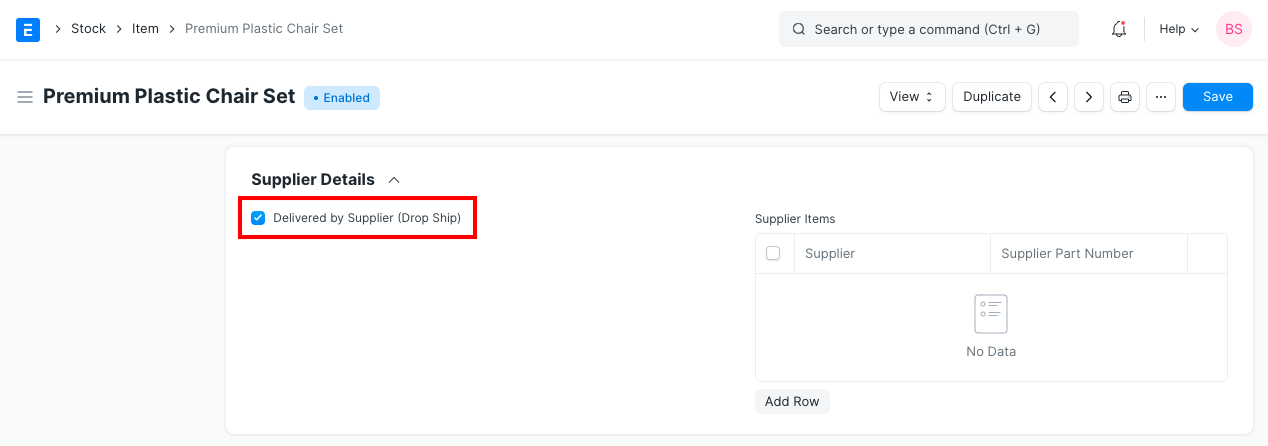 Stock
Item
Premium Plastic Chair Set
Search or type a command (Ctrl + G)
Help
BS
Premium Plastic Chair Set
Enabled
View
Duplicate
Save
Supplier Details
Delivered by Supplier (Drop Ship)
Supplier Items
Supplier
Supplier Part Number
No Data
Add Row